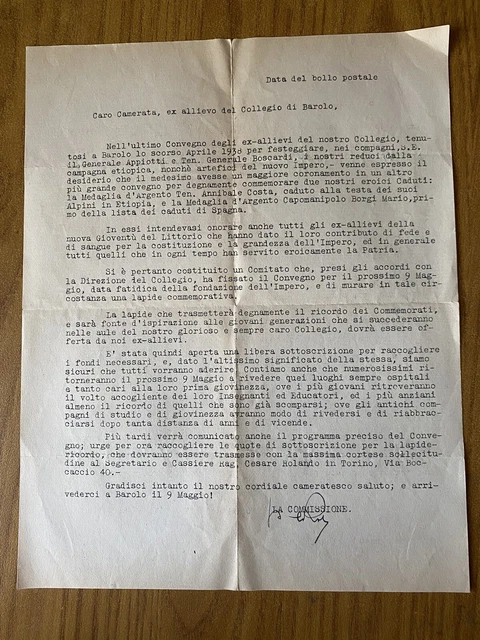 Data del bollo postale
Caro Camerata, ex allievo del Collegio di Barolo,
Nell'ultimo Convegno degli ex-allievi del nostro Collegio, tenu-
tosi a Barolo lo scorso Aprile 1938 per festeggiare, nei compagni, S.E.
il Generale Appiotti e Ten. Generale Boscardi, i nostri reduci dalla
campagna etiopica, nonchè artefici del nuovo Impero,- venne espresso il
desiderio che il medesimo avesse un maggiore coronamento in un altro
più grande convegno per degnamente commemorare due nostri eroici Caduti:
la Medaglia d'Argento Ten. Annibale Costa, caduto alla testa dei suoi
Alpini in Etiopia, e la Medaglia d'Argento Capomanipolo Borgi Mario, pri-
mo della lista dei caduti di Spagna.
In essi intendevasi onorare anche tutti gli ex-allievi della
nuova Gioventù del Littorio che hanno dato il loro contributo di fede e
di sangue per la costituzione e la grandezza dell'Impero, ed in generale
tutti quelli che in ogni tempo han servito eroicamente la Patria.
Si è pertanto costituito un Comitato che, presi gli accordi con
la Direzione del Collegio, ha fissato il Convegno per il prossimo 9 Mag-
gio, data fatidica della fondazione dell'Impero, e di murare in tale cir-
costanza una lapide commemorativa.
La lapide che trasmetterà degnamente il ricordo dei Commemorati,
e sarà fonte d'ispirazione alle giovani generazioni che si succederanno
nelle aule del nostro glorioso e sempre caro Collegio, dovrà essere of-
ferta da noi ex-allievi.
E' stata quindi aperta una libera sottoscrizione per raccogliere
i fondi necessari, e, dato l'altissimo significato della stessa, siamo
sicuri che tutti vorranno aderire. Contiamo anche che numerosissimi ri-
torneranno il prossimo 9 Maggio a rivedere quei luoghi sempre ospitali
e tanto cari alla loro prima giovinezza, ove i più giovani ritroveranno
il volto accogliente dei loro Insegnanti ed Educatori, ed i più anziani
almeno il ricordo di quelli che sono già scomparsi; ove gli antichi com-
pagni di studio e di giovinezza avranno modo di rivedersi e di riabbrac-
ciarsi dopo tanta distanza di anni e di vicende.
Più tardi verrà comunicato anche il programma preciso del Conve-
gno; urge per ora raccogliere le quote di sottoscrizione per la lapide-
ricordo, che dovranno essere trasmesse con la massima cortese sollecitu-
dine al Segretario e Cassiere Rag. Cesare Rolando in Torino, Via Boc-
caccio 40.-
Gradisci intanto il nostro cordiale cameratesco saluto; e arri-
vederci a Barolo il 9 Maggio!
LA COMMISSIONE.